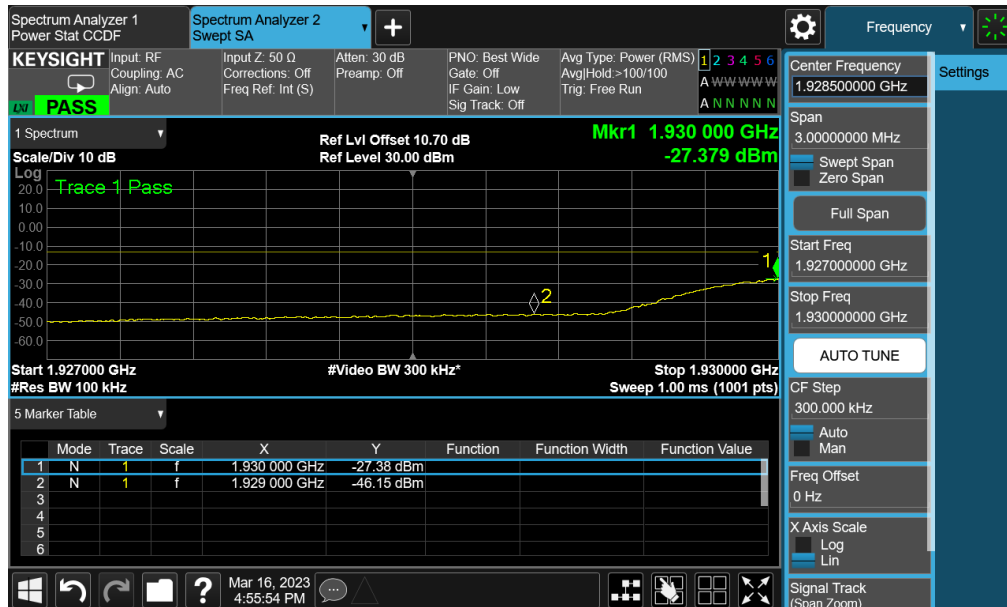 Spectrum Analyzer 1
Power Stat CCDF
Spectrum Analyzer 2
Swept SA
Frequency
KEYSIGHT
LXI PASS
Input: RF
Coupling: AC
Align: Auto
Input Z: 50 Ω
Corrections: Off
Freq Ref: Int (S)
Atten: 30 dB
Preamp: Off
PNO: Best Wide
Gate: Off
IF Gain: Low
Sig Track: Off
Avg Type: Power (RMS)
Avg|Hold:>100/100
Trig: Free Run
1 2 3 4 5 6
A W W W W W
A N N N N N
1 Spectrum
Scale/Div 10 dB
Ref Lvl Offset 10.70 dB
Ref Level 30.00 dBm
Mkr1 1.930 000 GHz
-27.379 dBm
Log
Trace 1 Pass
20.0
10.0
0.00
-10.0
-20.0
-30.0
-40.0
-50.0
-60.0
1
2
Start 1.927000 GHz
#Res BW 100 kHz
#Video BW 300 kHz*
Stop 1.930000 GHz
Sweep 1.00 ms (1001 pts)
5 Marker Table
Mode Trace Scale X Y Function Function Width Function Value
1 N 1 f 1.930 000 GHz -27.38 dBm
2 N 1 f 1.929 000 GHz -46.15 dBm
3
4
5
6
?
Mar 16, 2023
4:55:54 PM
Center Frequency
1.928500000 GHz
Settings
Span
3.00000000 MHz
Swept Span
Zero Span
Full Span
Start Freq
1.927000000 GHz
Stop Freq
1.930000000 GHz
AUTO TUNE
CF Step
300.000 kHz
Auto
Man
Freq Offset
0 Hz
X Axis Scale
Log
Lin
Signal Track
(Span Zoom)